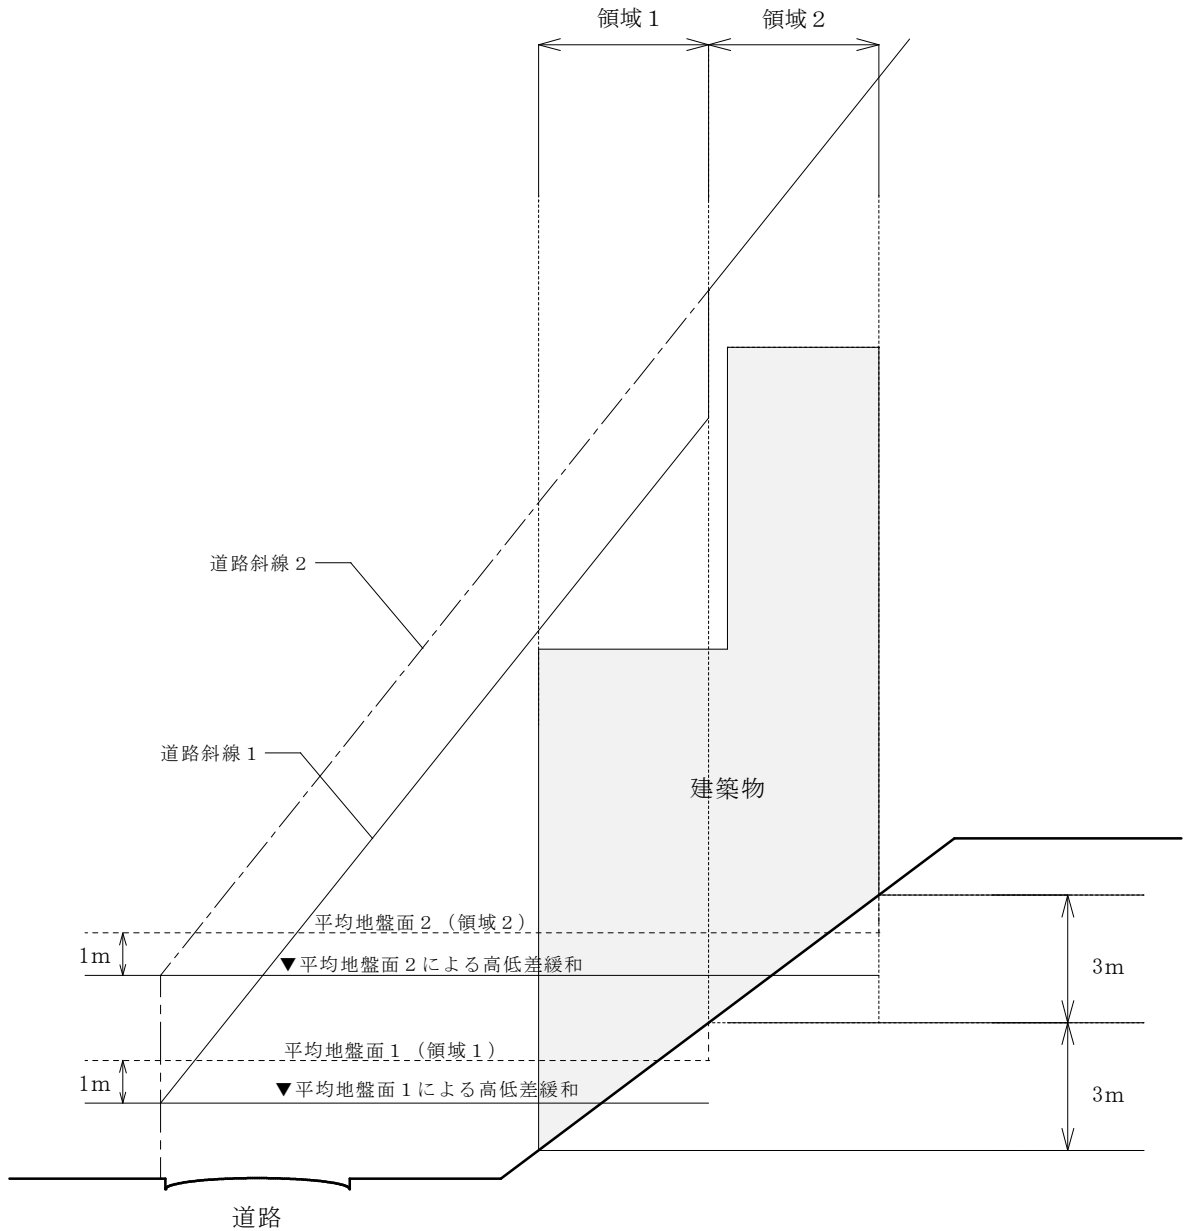 領域１
領域２
道路斜線２
道路斜線１
建築物
平均地盤面２（領域２）
1m
▼平均地盤面２による高低差緩和
3m
平均地盤面１（領域１）
1m
▼平均地盤面１による高低差緩和
3m
道路